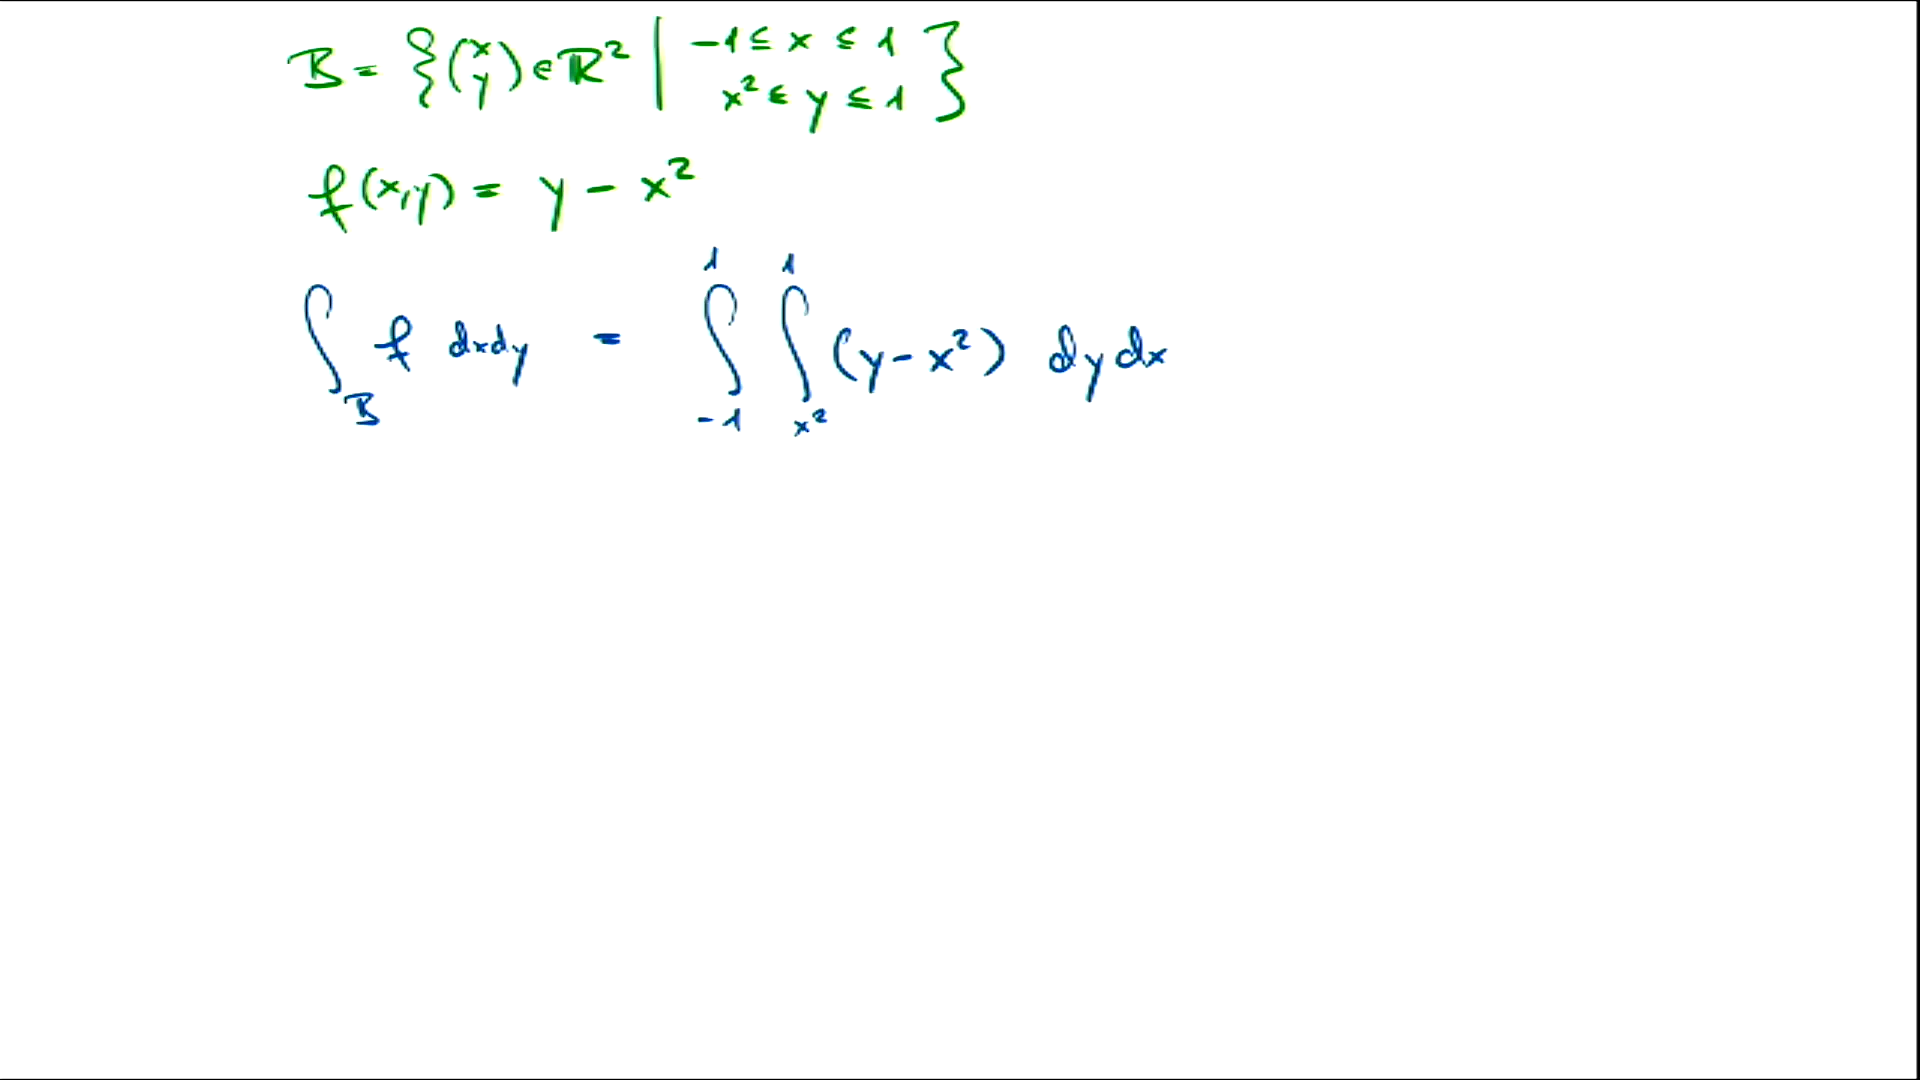 B = { (x y) ∈ ℝ² | -1 ≤ x ≤ 1
x² ≤ y ≤ 1 }
f(x,y) = y - x²
∫_B f dxdy = ∫_{-1}^{1} ∫_{x²}^{1} (y-x²) dy dx